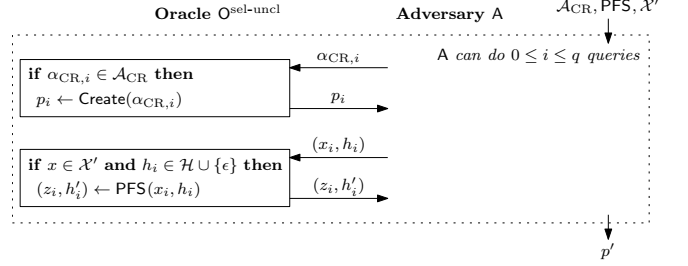 𝒜_CR, PFS, 𝒳′
Oracle O^sel-uncl Adversary A
A can do 0 ≤ i ≤ q queries
α_CR,i
if α_CR,i ∈ 𝒜_CR then
p_i ← Create(α_CR,i)
p_i
(x_i, h_i)
if x ∈ 𝒳′ and h_i ∈ ℋ ∪ {ϵ} then
(z_i, h′_i) ← PFS(x_i, h_i)
(z_i, h′_i)
p′